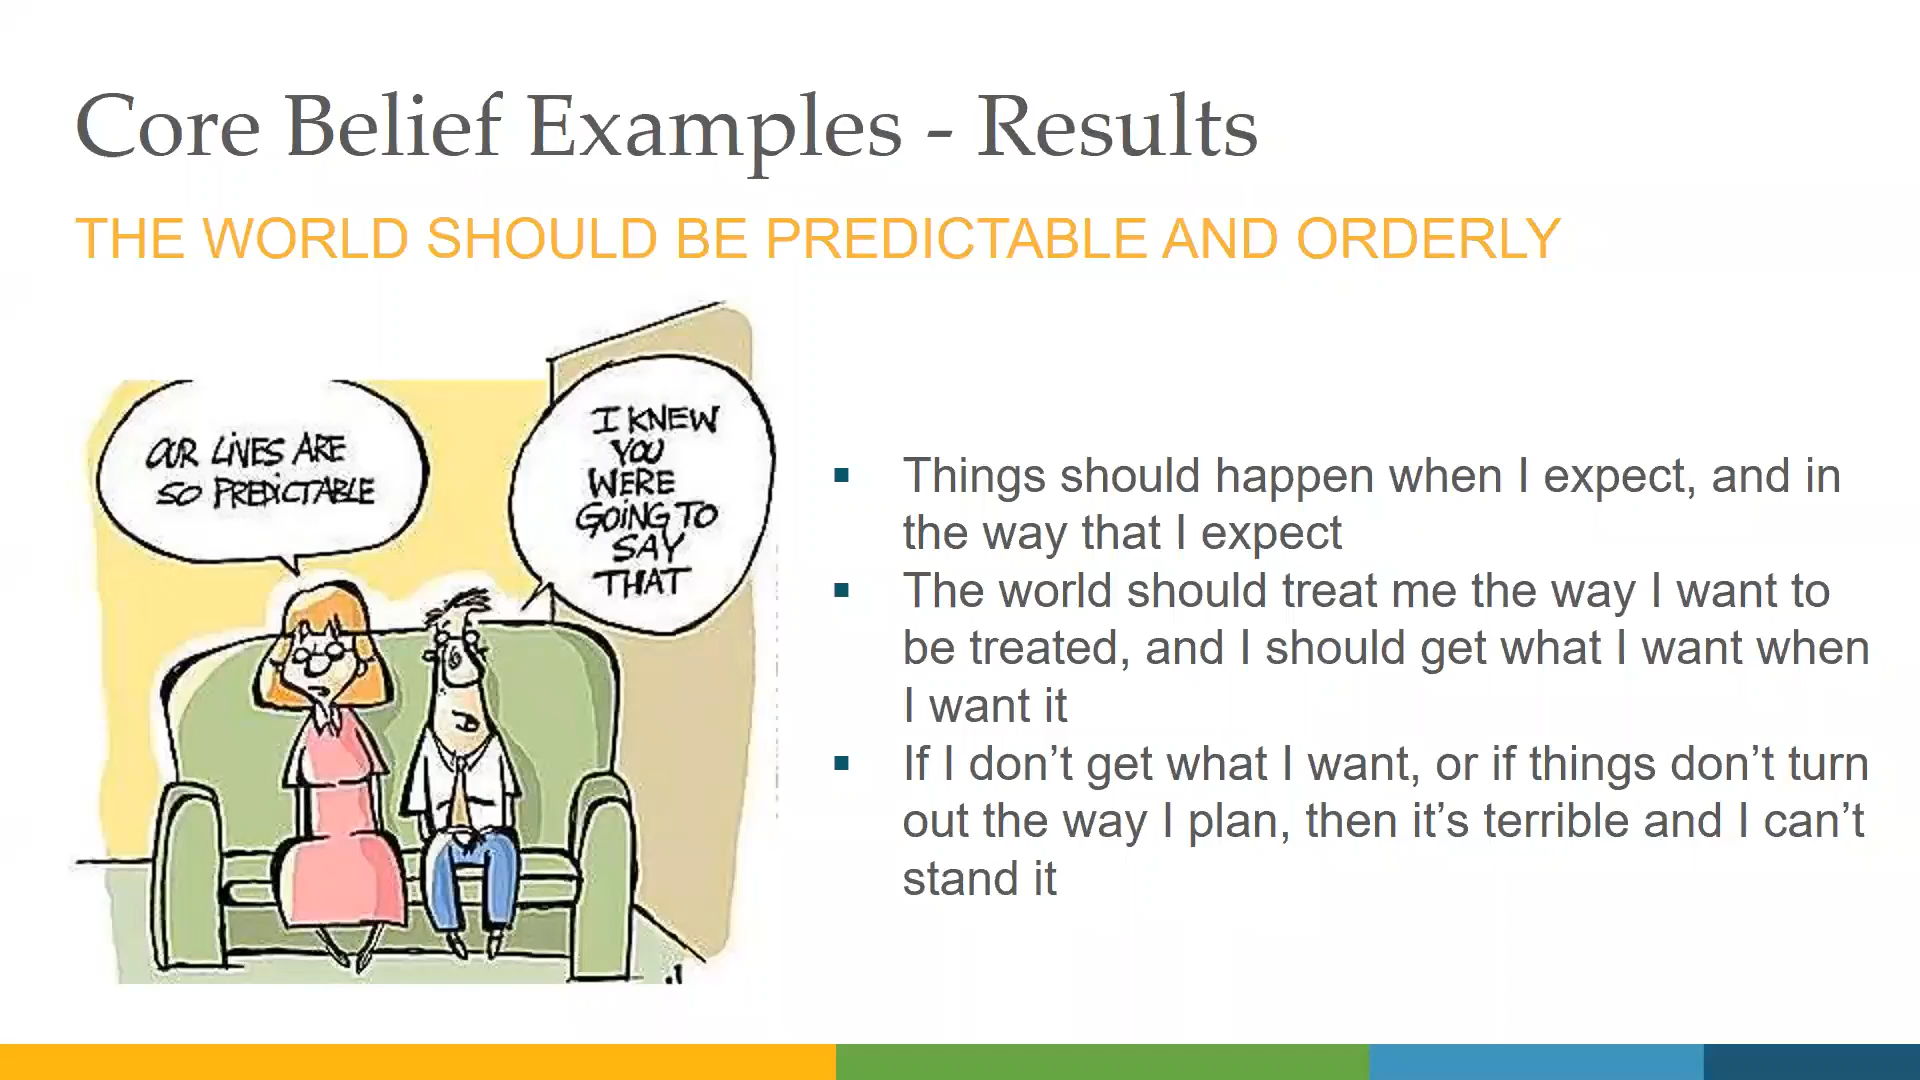 Core Belief Examples - Results
THE WORLD SHOULD BE PREDICTABLE AND ORDERLY
OUR LIVES ARE
SO PREDICTABLE
I KNEW
YOU
WERE
GOING TO
SAY
THAT
▪ Things should happen when I expect, and in
the way that I expect
▪ The world should treat me the way I want to
be treated, and I should get what I want when
I want it
▪ If I don’t get what I want, or if things don’t turn
out the way I plan, then it’s terrible and I can’t
stand it